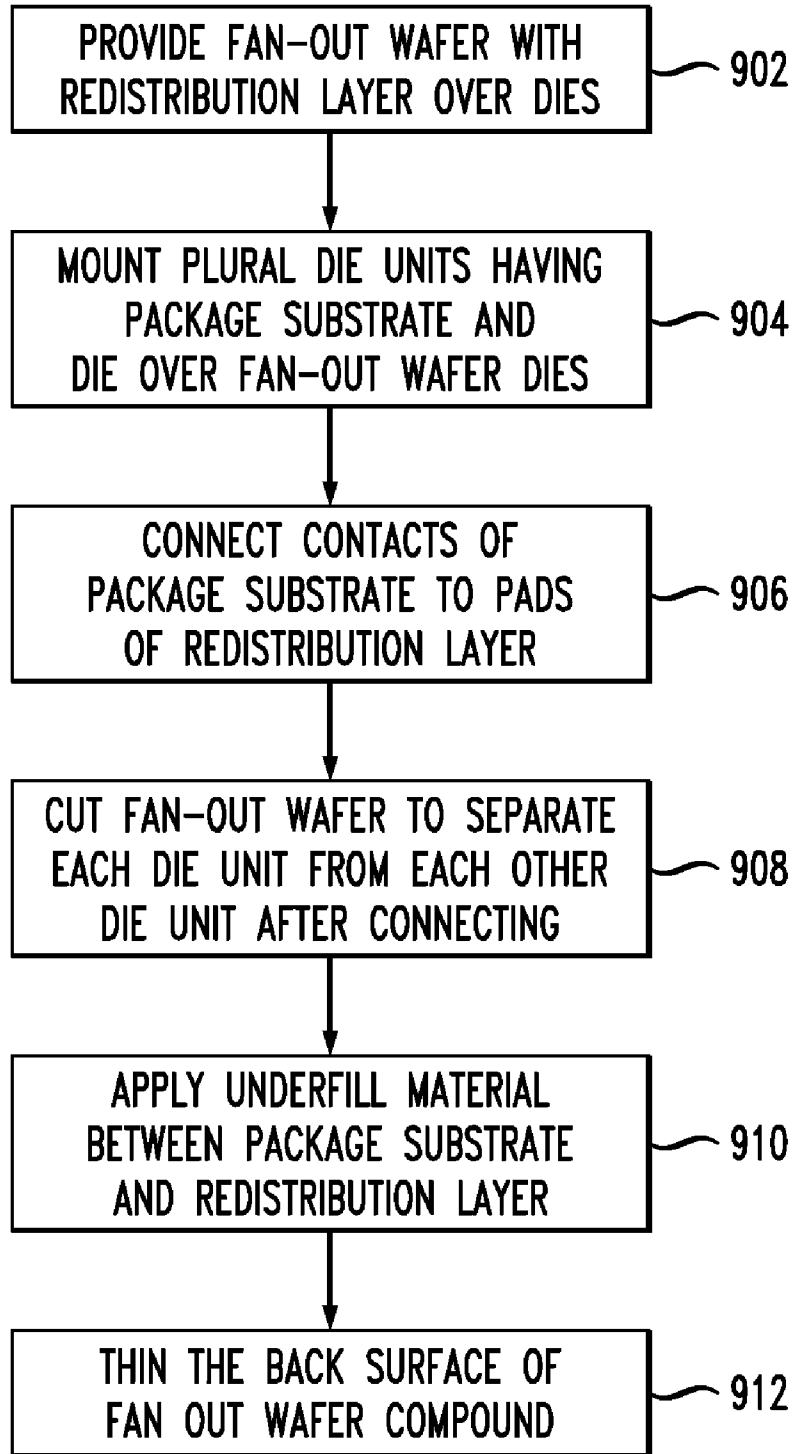 PROVIDE FAN-OUT WAFER WITH
REDISTRIBUTION LAYER OVER DIES
902
MOUNT PLURAL DIE UNITS HAVING
PACKAGE SUBSTRATE AND
DIE OVER FAN-OUT WAFER DIES
904
CONNECT CONTACTS OF
PACKAGE SUBSTRATE TO PADS
OF REDISTRIBUTION LAYER
906
CUT FAN-OUT WAFER TO SEPARATE
EACH DIE UNIT FROM EACH OTHER
DIE UNIT AFTER CONNECTING
908
APPLY UNDERFILL MATERIAL
BETWEEN PACKAGE SUBSTRATE
AND REDISTRIBUTION LAYER
910
THIN THE BACK SURFACE OF
FAN OUT WAFER COMPOUND
912